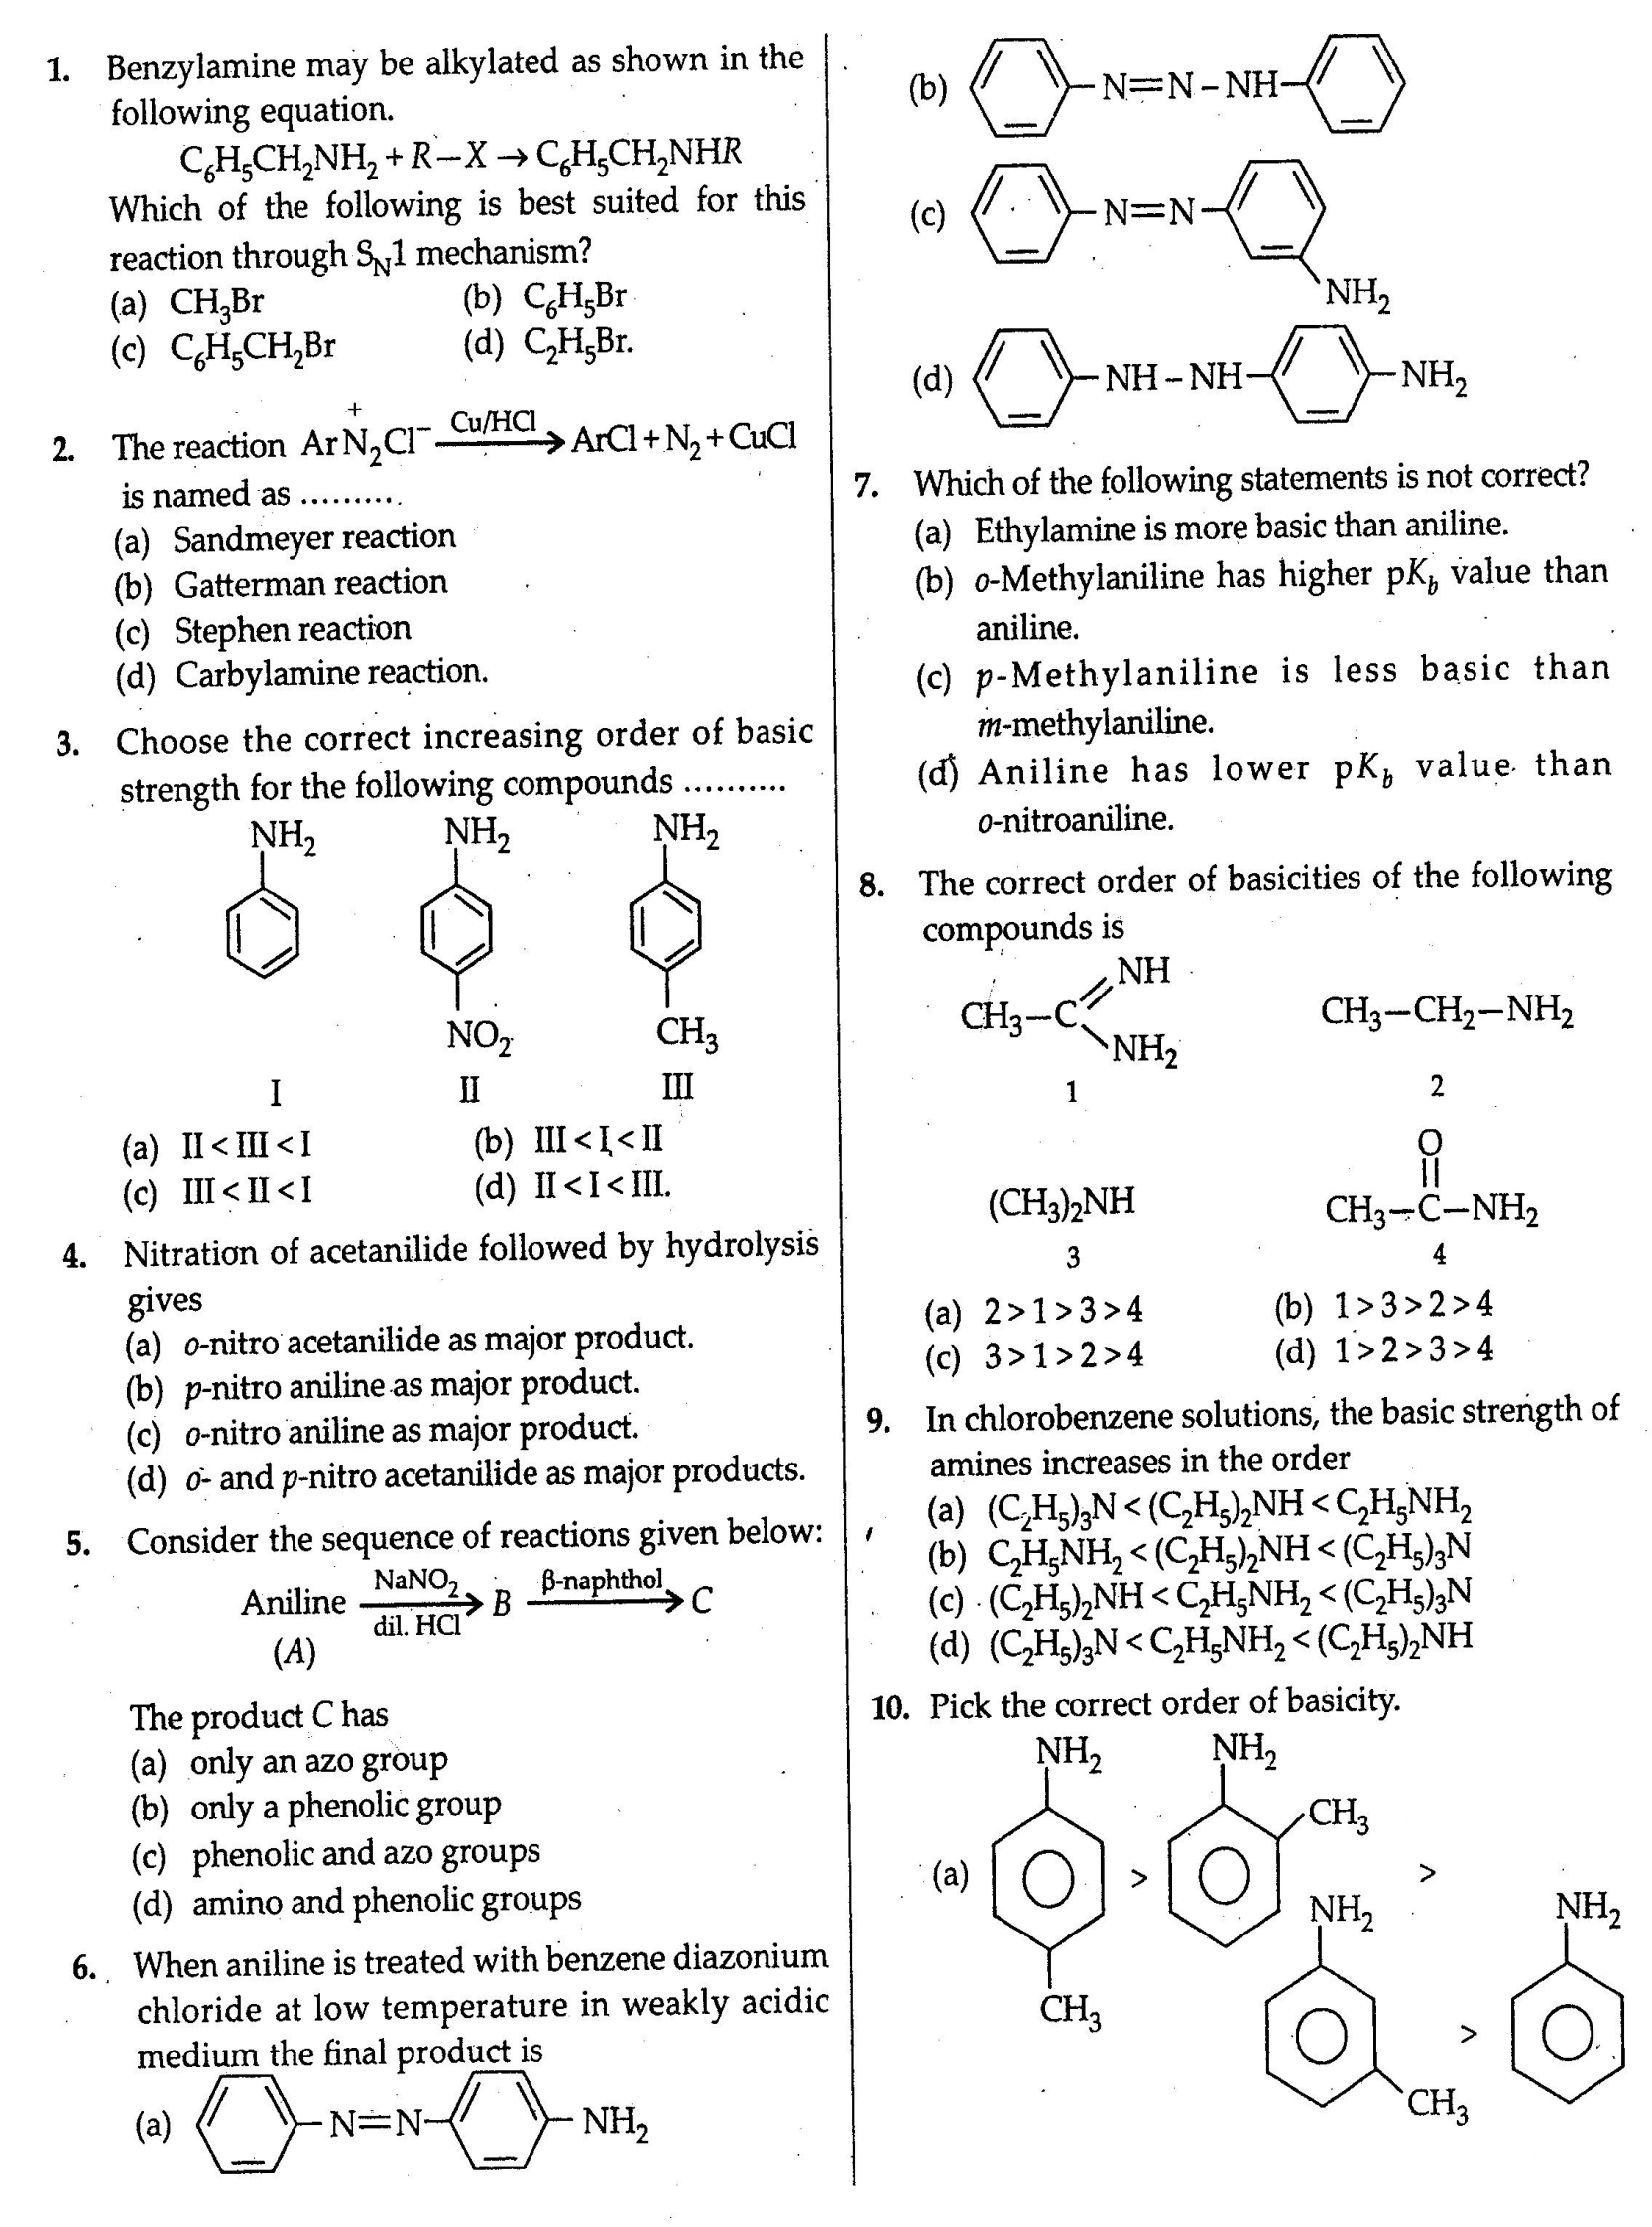 1. Benzylamine may be alkylated as shown in the
following equation.
C₆H₅CH₂NH₂ + R–X → C₆H₅CH₂NHR
Which of the following is best suited for this
reaction through S_N1 mechanism?
(a) CH₃Br (b) C₆H₅Br
(c) C₆H₅CH₂Br (d) C₂H₅Br.
2. The reaction ArN₂⁺Cl⁻ —Cu/HCl→ ArCl + N₂ + CuCl
is named as ..........
(a) Sandmeyer reaction
(b) Gatterman reaction
(c) Stephen reaction
(d) Carbylamine reaction.
3. Choose the correct increasing order of basic
strength for the following compounds ..........
NH₂ NH₂ NH₂
NO₂ CH₃
I II III
(a) II < III < I (b) III < I < II
(c) III < II < I (d) II < I < III.
4. Nitration of acetanilide followed by hydrolysis
gives
(a) o-nitro acetanilide as major product.
(b) p-nitro aniline as major product.
(c) o-nitro aniline as major product.
(d) o- and p-nitro acetanilide as major products.
5. Consider the sequence of reactions given below:
NaNO₂ β-naphthol
Aniline → B → C
dil. HCl
(A)
The product C has
(a) only an azo group
(b) only a phenolic group
(c) phenolic and azo groups
(d) amino and phenolic groups
6. When aniline is treated with benzene diazonium
chloride at low temperature in weakly acidic
medium the final product is
(a) –N=N– –NH₂
(b) –N=N–NH–
(c) –N=N–
NH₂
(d) –NH–NH– –NH₂
7. Which of the following statements is not correct?
(a) Ethylamine is more basic than aniline.
(b) o-Methylaniline has higher pK_b value than
aniline.
(c) p-Methylaniline is less basic than
m-methylaniline.
(d) Aniline has lower pK_b value than
o-nitroaniline.
8. The correct order of basicities of the following
compounds is
NH
CH₃–C CH₃–CH₂–NH₂
NH₂
1 2
O
(CH₃)₂NH CH₃–C–NH₂
3 4
(a) 2 > 1 > 3 > 4 (b) 1 > 3 > 2 > 4
(c) 3 > 1 > 2 > 4 (d) 1 > 2 > 3 > 4
9. In chlorobenzene solutions, the basic strength of
amines increases in the order
(a) (C₂H₅)₃N < (C₂H₅)₂NH < C₂H₅NH₂
(b) C₂H₅NH₂ < (C₂H₅)₂NH < (C₂H₅)₃N
(c) (C₂H₅)₂NH < C₂H₅NH₂ < (C₂H₅)₃N
(d) (C₂H₅)₃N < C₂H₅NH₂ < (C₂H₅)₂NH
10. Pick the correct order of basicity.
NH₂ NH₂
CH₃
(a) > >
NH₂ NH₂
CH₃
>
CH₃